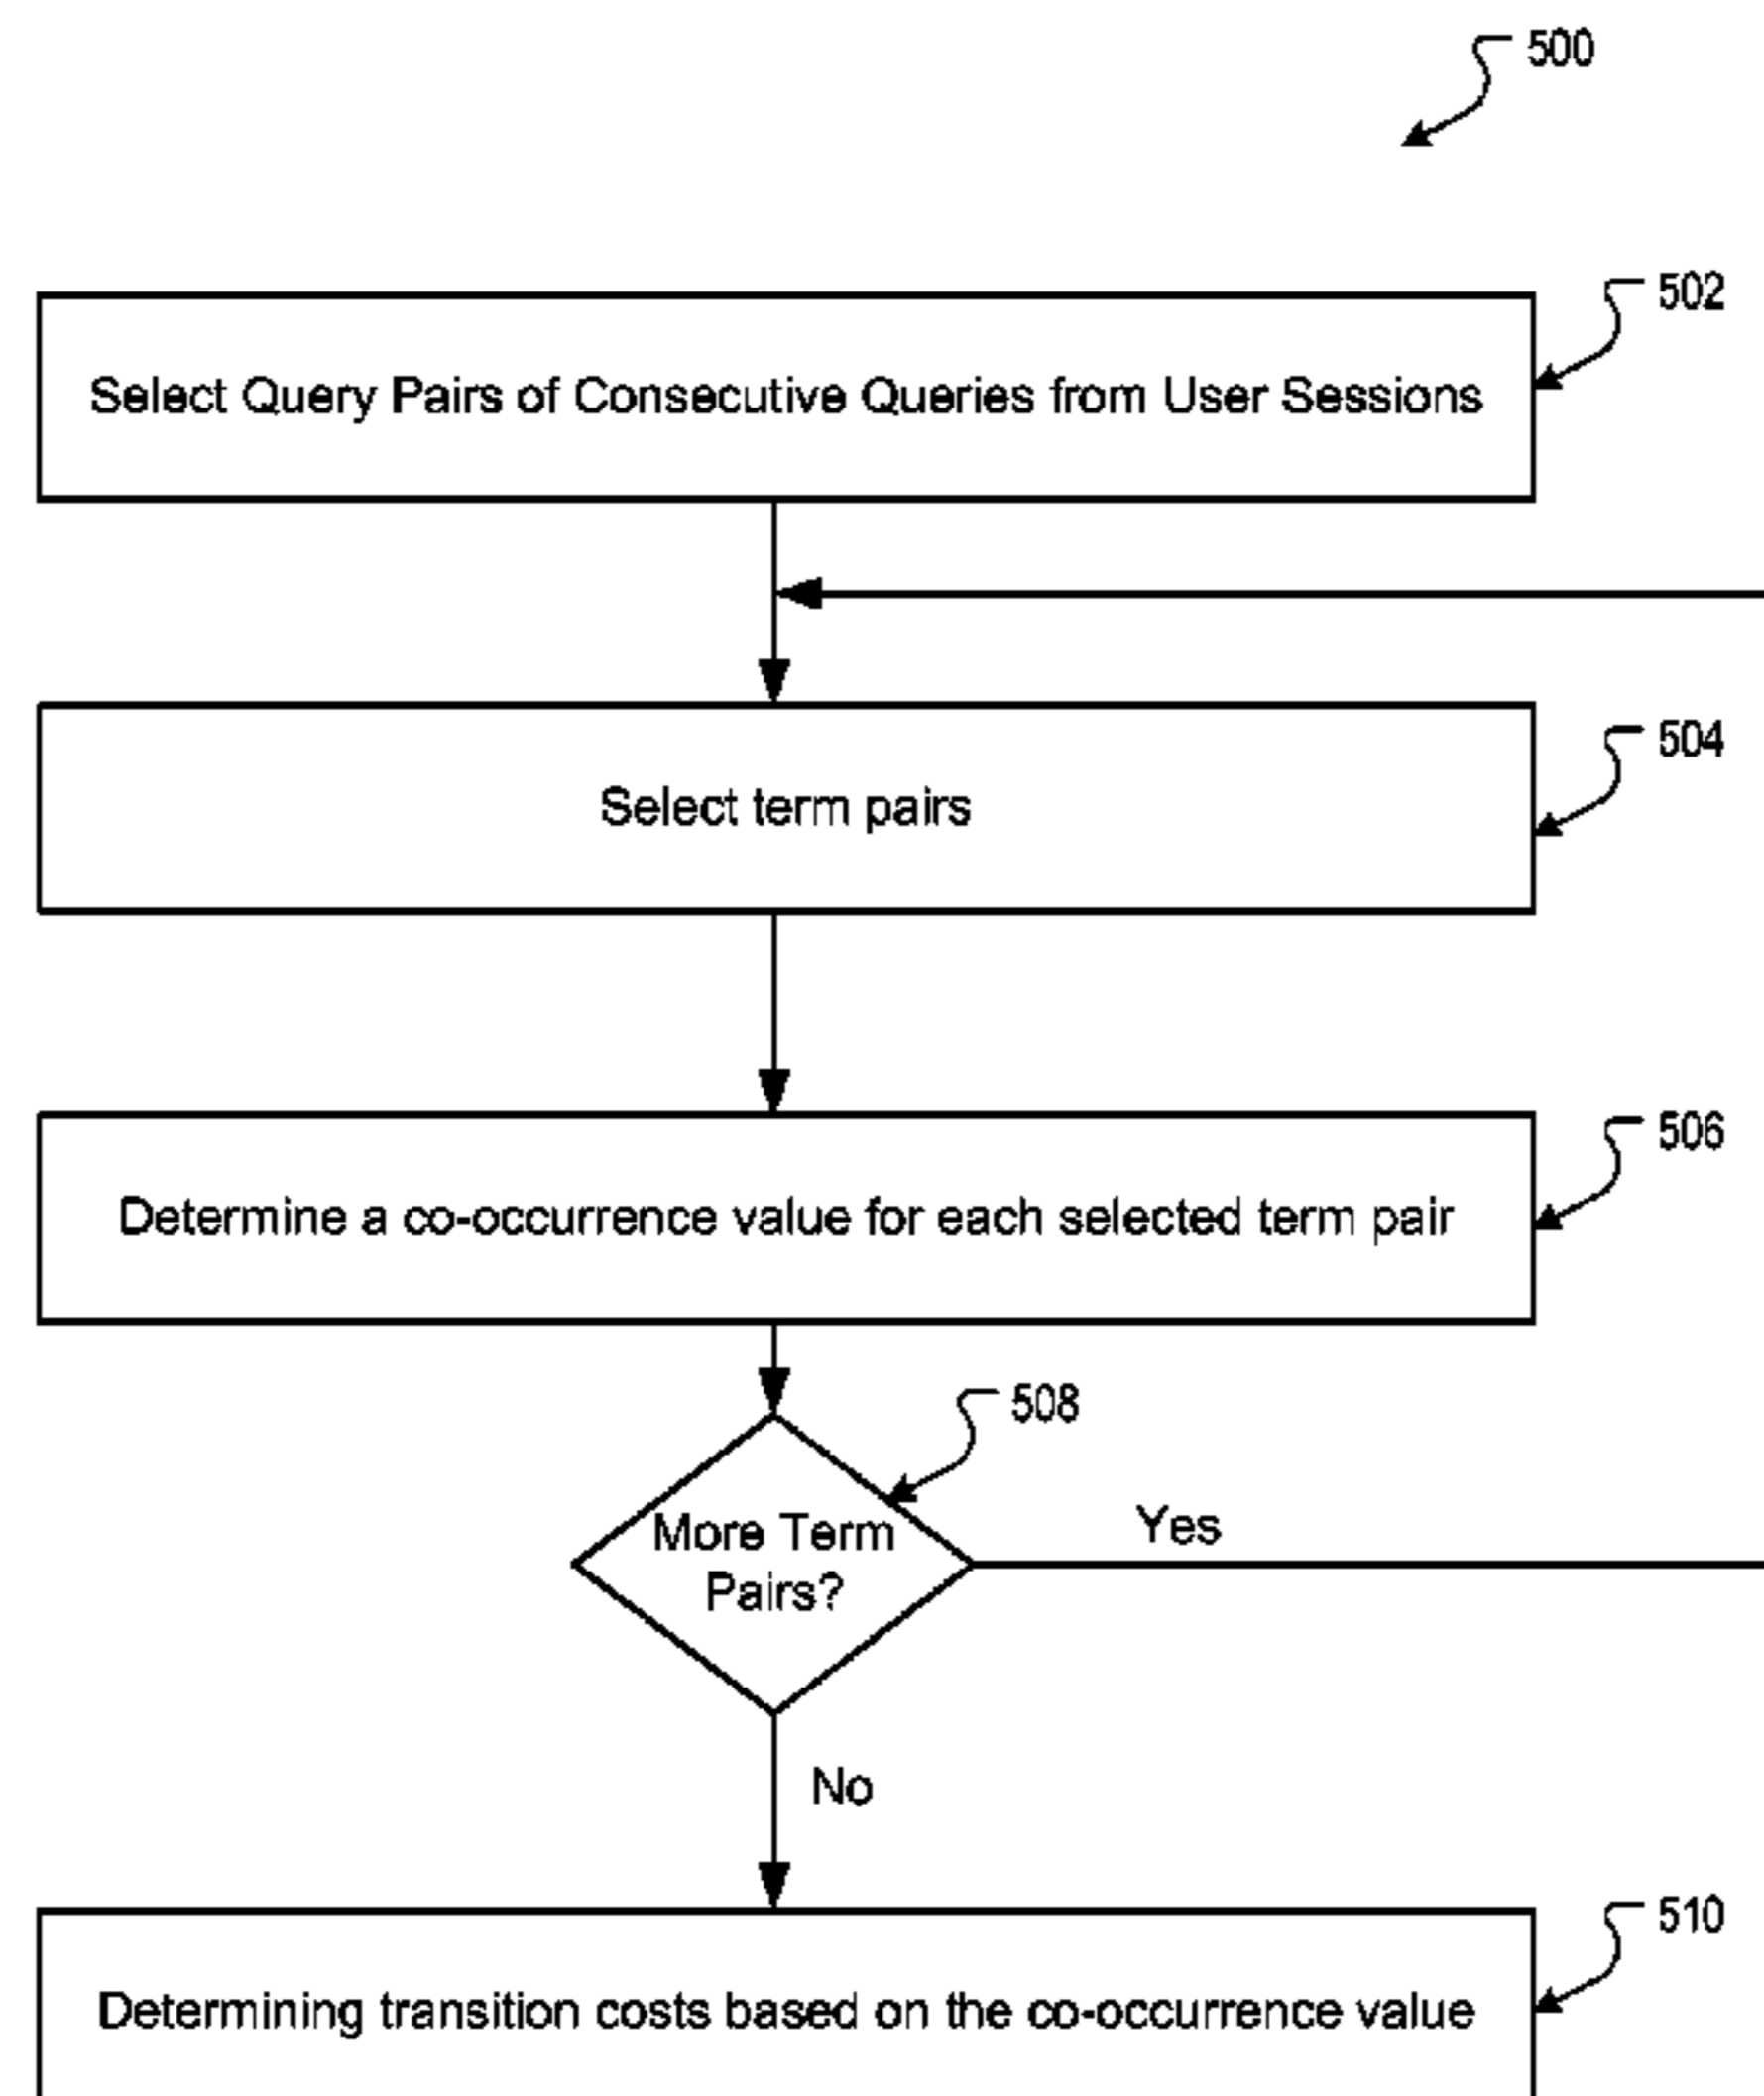 500
502
Select Query Pairs of Consecutive Queries from User Sessions
504
Select term pairs
506
Determine a co-occurrence value for each selected term pair
508
More Term
Pairs?
Yes
No
510
Determining transition costs based on the co-occurrence value